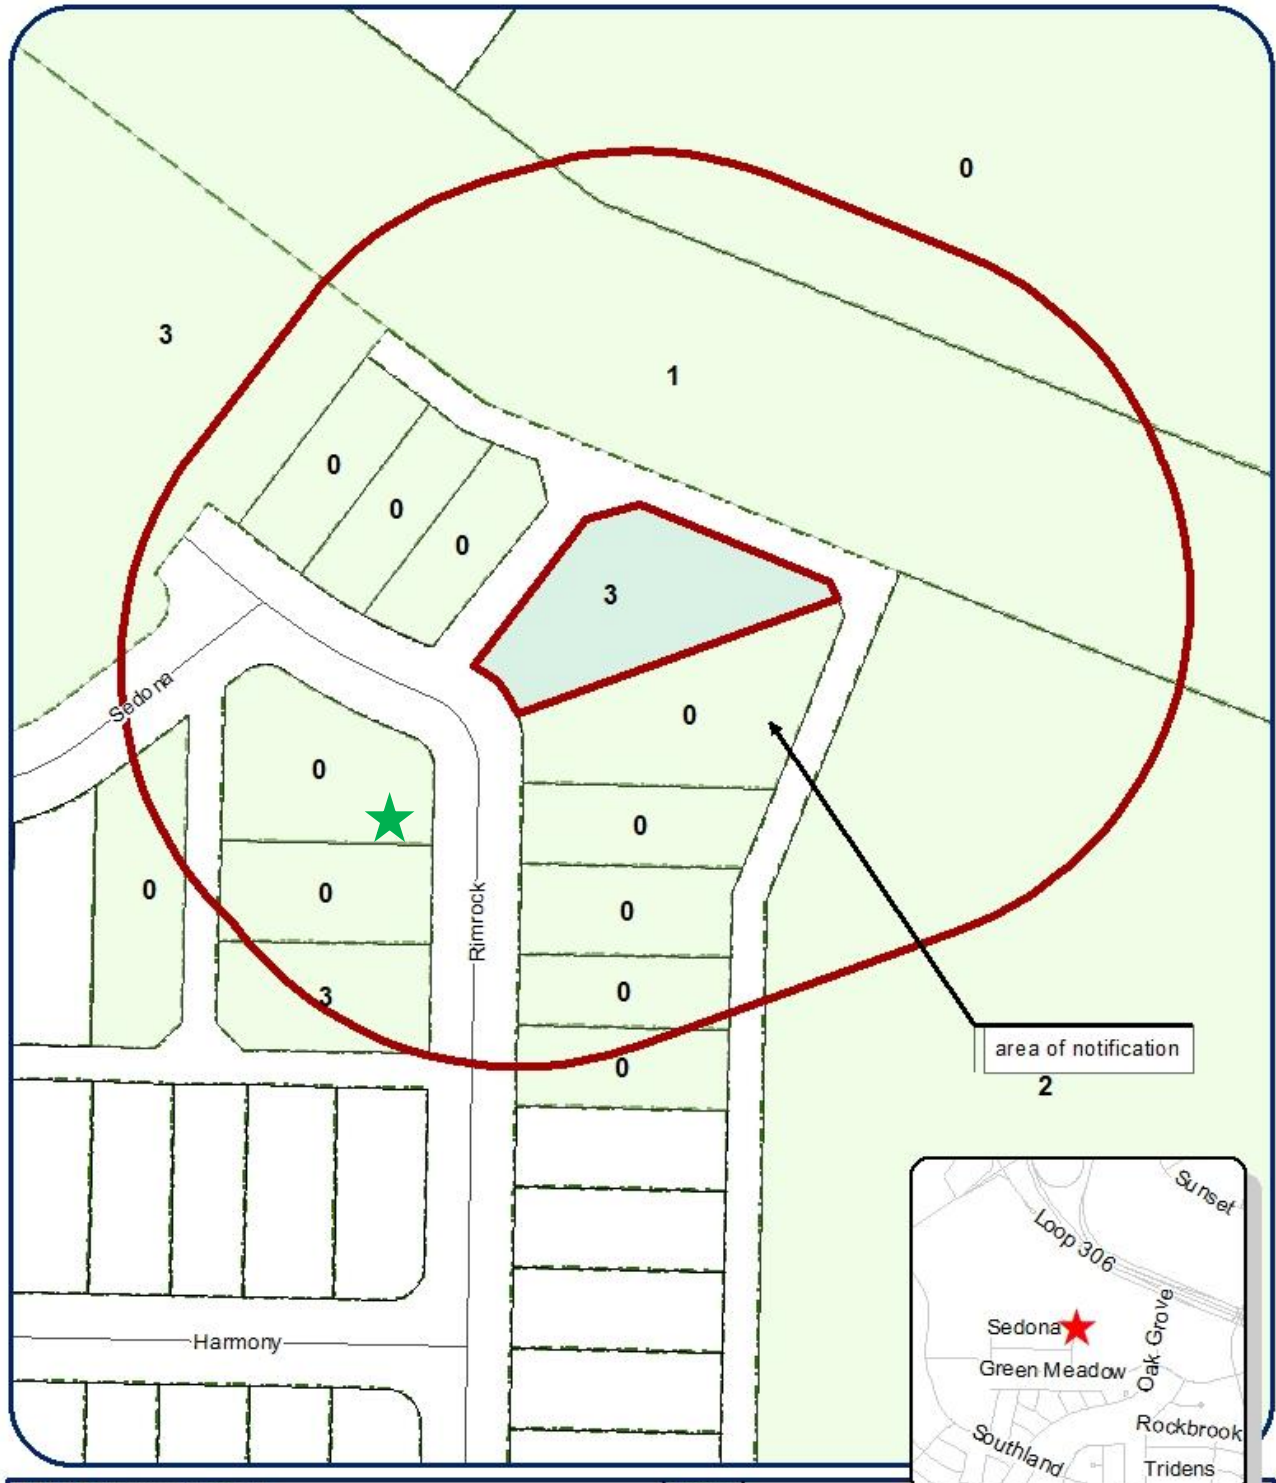 0
3
1
0
0
0
3
Sedona
0
0
0
0
0
Rimrock
0
3
0
area of notification
0
2
Harmony
Sunset
Loop 306
Sedona
Oak Grove
Green Meadow
Rockbrook
Southland
Tridens